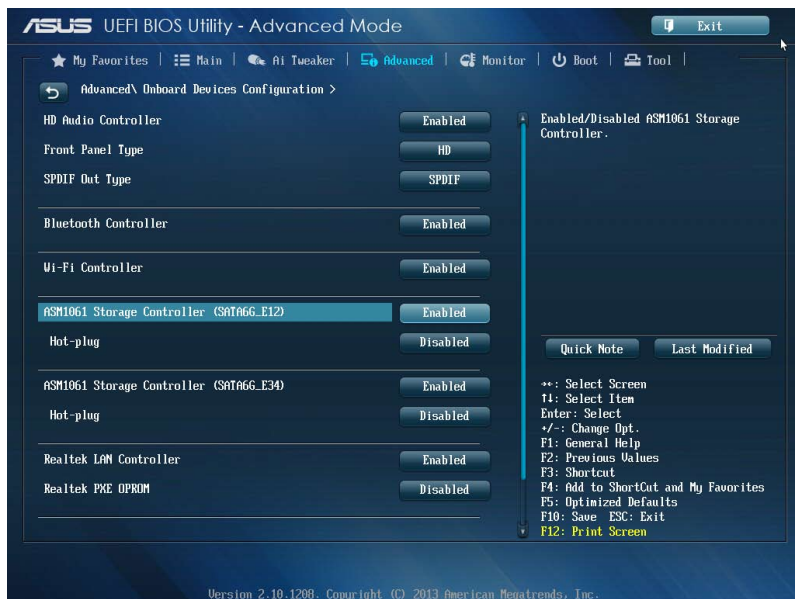 ASUS UEFI BIOS Utility - Advanced Mode
Exit
My Favorites | Main | Ai Tweaker | Advanced | Monitor | Boot | Tool |
Advanced\ Onboard Devices Configuration >
HD Audio Controller Enabled
Front Panel Type HD
SPDIF Out Type SPDIF
Bluetooth Controller Enabled
Wi-Fi Controller Enabled
ASM1061 Storage Controller (SATA6G_E12) Enabled
Hot-plug Disabled
ASM1061 Storage Controller (SATA6G_E34) Enabled
Hot-plug Disabled
Realtek LAN Controller Enabled
Realtek PXE OPROM Disabled
Enabled/Disabled ASM1061 Storage
Controller.
Quick Note Last Modified
→←: Select Screen
↑↓: Select Item
Enter: Select
+/-: Change Opt.
F1: General Help
F2: Previous Values
F3: Shortcut
F4: Add to ShortCut and My Favorites
F5: Optimized Defaults
F10: Save ESC: Exit
F12: Print Screen
Version 2.10.1208. Copyright (C) 2013 American Megatrends, Inc.